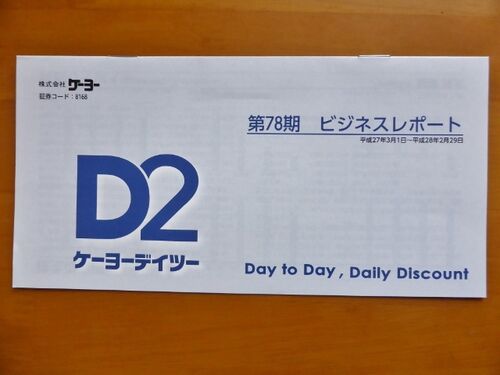 株式会社 ケーヨー
証券コード：8168
第78期　ビジネスレポート
平成27年3月1日～平成28年2月29日
D2
ケーヨーデイツー
Day to Day , Daily Discount